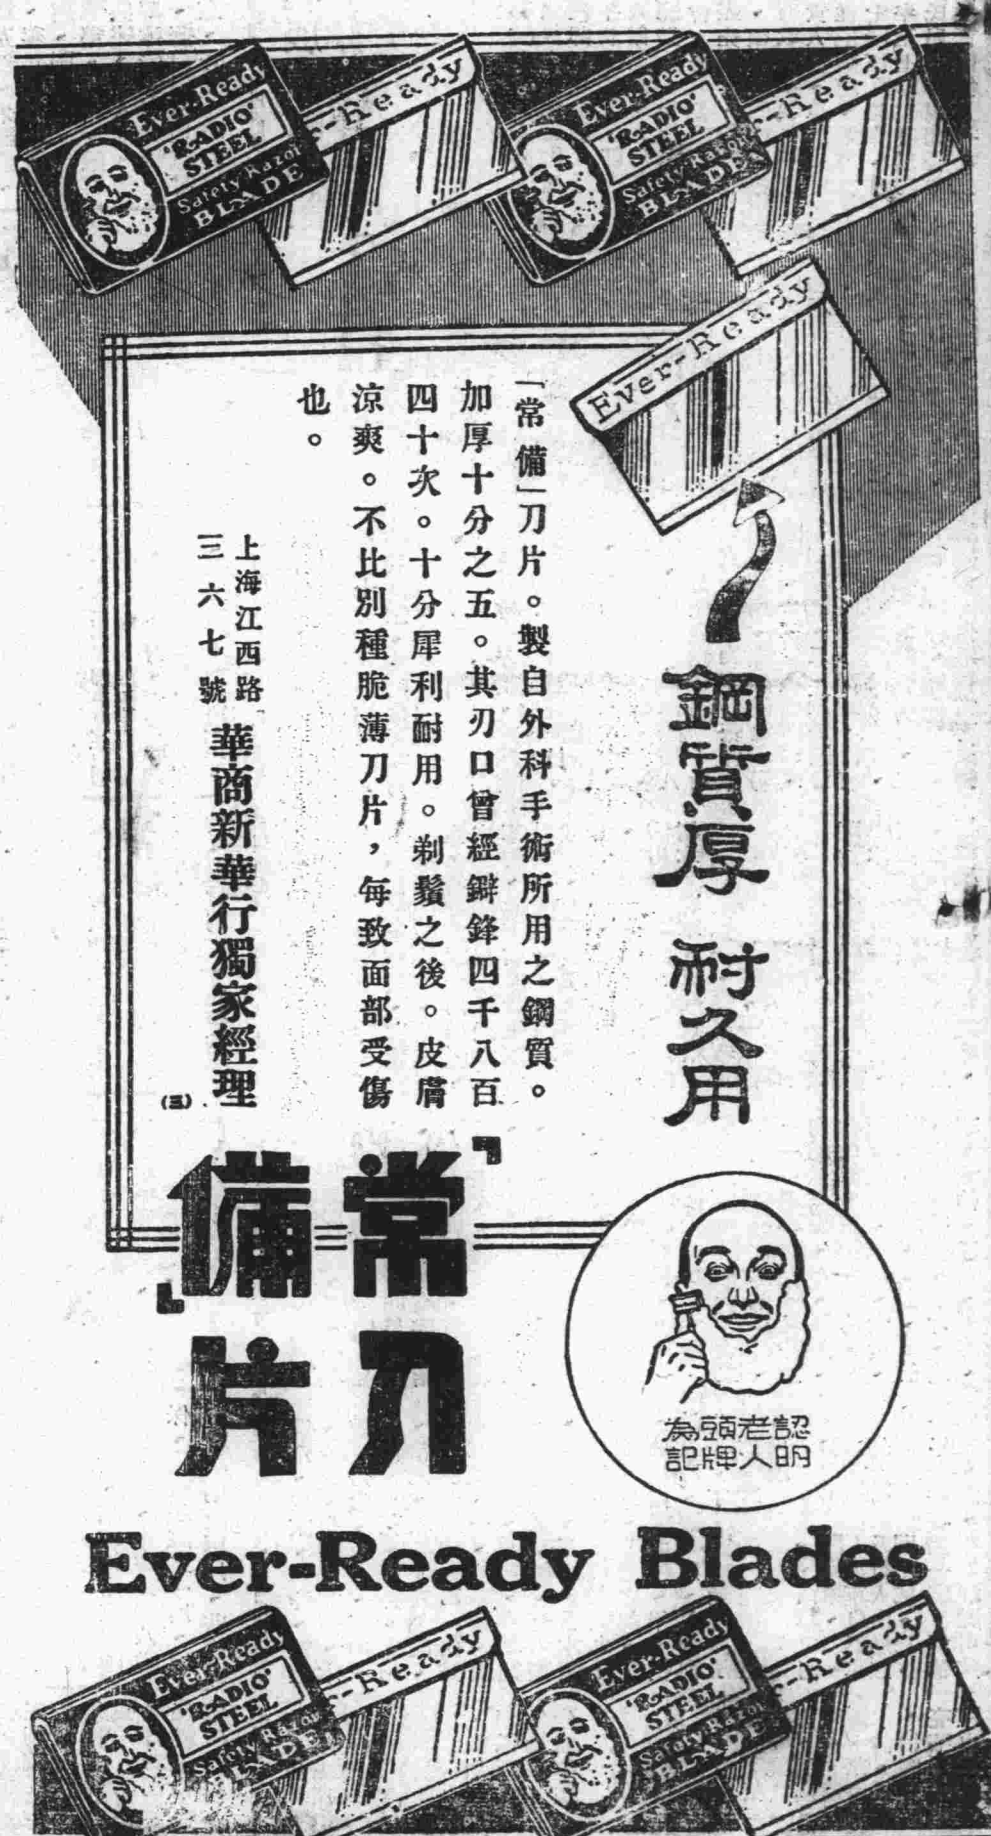 Ever-Ready
'RADIO'
STEEL
Safety Razor
BLADE
r-Ready
Ever-Ready
'RADIO'
STEEL
Safety Razor
BLADE
r-Ready
Ever-Ready
鋼質厚 耐久用
「常備」刀片。製自外科手術所用之鋼質。
加厚十分之五。其刃口曾經鐴鋒四千八百
四十次。十分犀利耐用。剃鬚之後。皮膚
涼爽。不比別種脆薄刀片,每致面部受傷
也。
上海江西路
三六七號
華商新華行獨家經理
(三)
「常備」
刀片
認明老人頭牌為記
Ever-Ready Blades
Ever-Ready
'RADIO'
STEEL
Safety Razor
BLADE
r-Ready
Ever-Ready
'RADIO'
STEEL
Safety Razor
BLADE
r-Ready